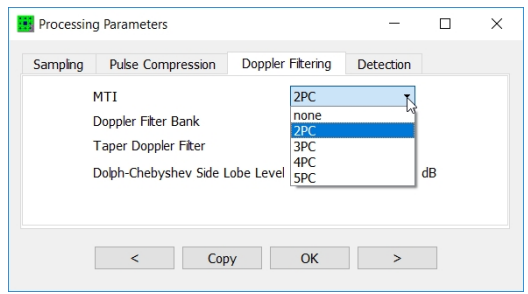 Processing Parameters
Sampling Pulse Compression Doppler Filtering Detection
MTI 2PC
none
Doppler Filter Bank
2PC
Taper Doppler Filter 3PC
4PC
Dolph-Chebyshev Side Lobe Level dB
5PC
< Copy OK >